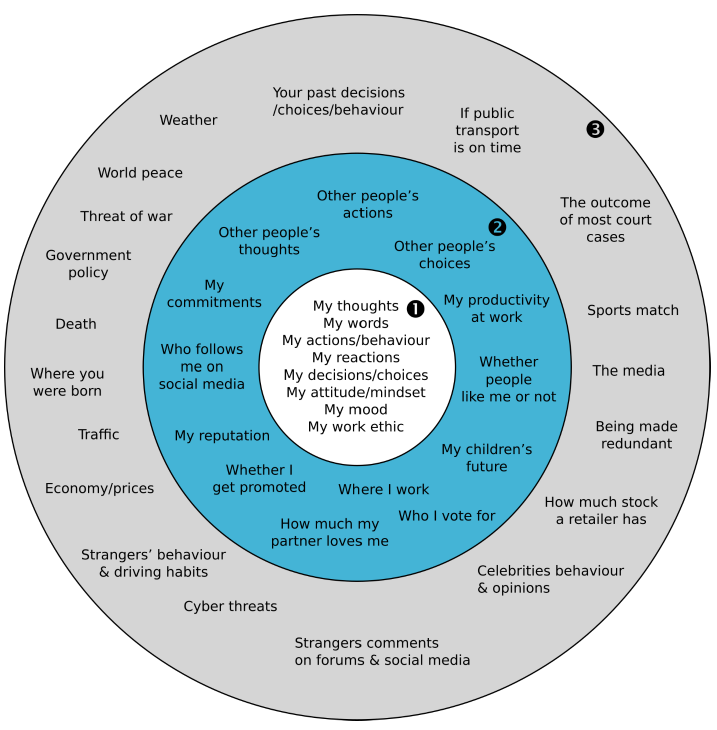 Your past decisions
/choices/behaviour
If public
transport
is on time
Weather
❸
World peace
Threat of war
The outcome
of most court
cases
Government
policy
Sports match
Death
The media
Where you
were born
Being made
redundant
Traffic
Economy/prices
How much stock
a retailer has
Strangers’ behaviour
& driving habits
Celebrities behaviour
& opinions
Cyber threats
Strangers comments
on forums & social media
Other people’s
actions
❷
Other people’s
thoughts
Other people’s
choices
My
commitments
My productivity
at work
Who follows
me on
social media
Whether
people
like me or not
My reputation
My children’s
future
Whether I
get promoted
Where I work
Who I vote for
How much my
partner loves me
My thoughts ❶
My words
My actions/behaviour
My reactions
My decisions/choices
My attitude/mindset
My mood
My work ethic